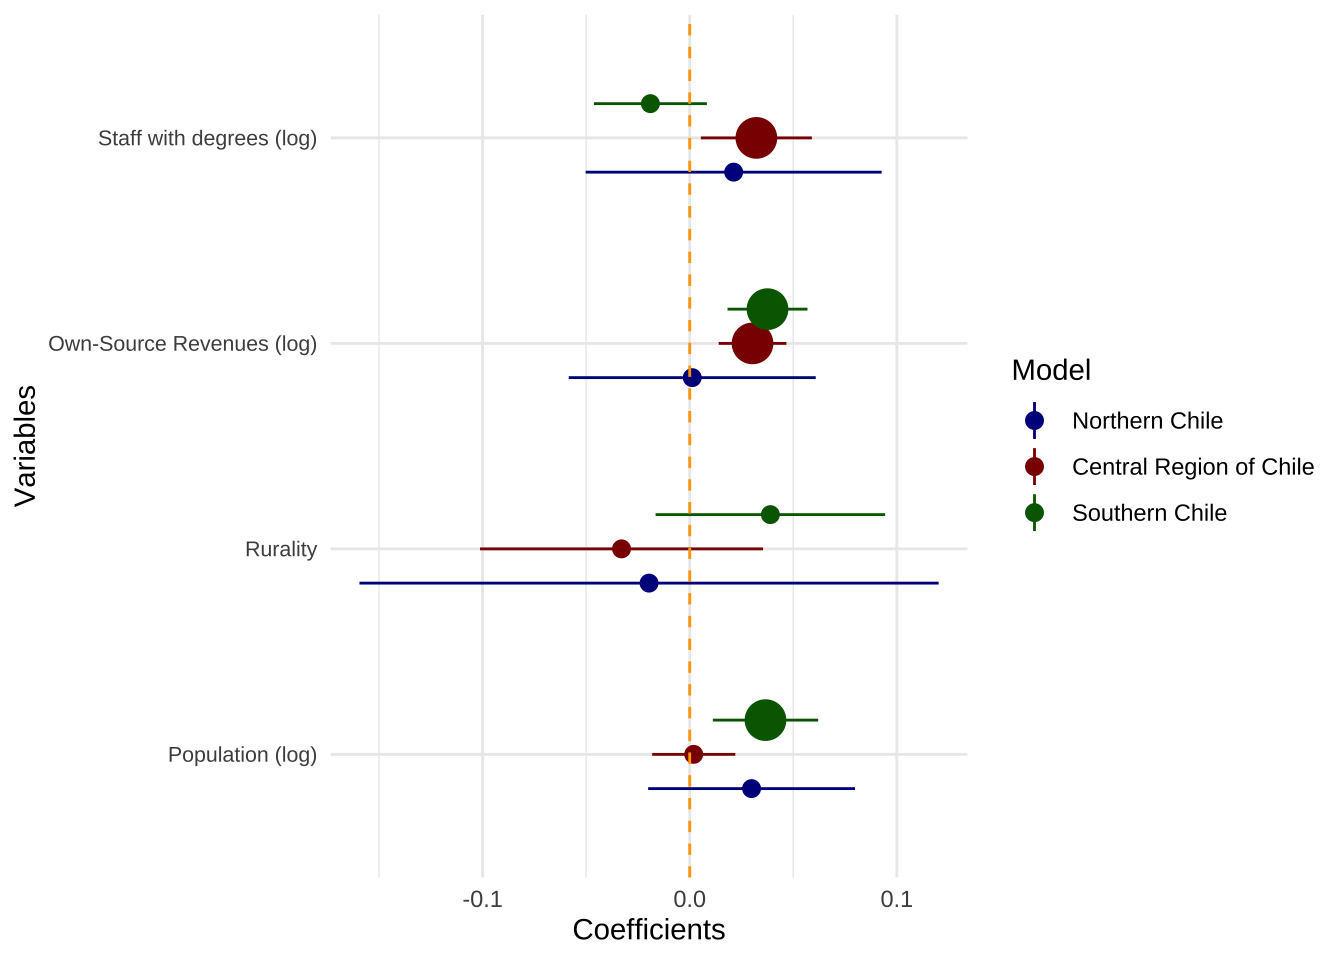 Staff with degrees (log)
Own-Source Revenues (log)
Rurality
Population (log)
Variables
-0.1
0.0
0.1
Coefficients
Model
Northern Chile
Central Region of Chile
Southern Chile